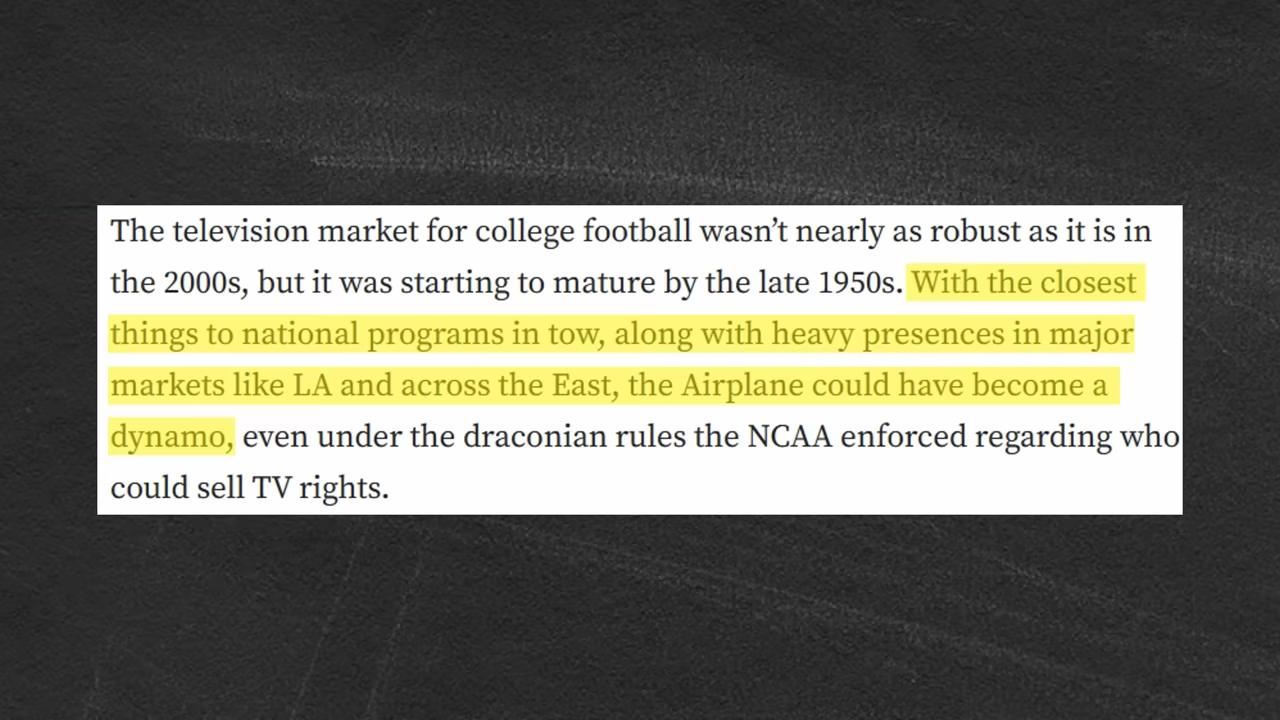 The television market for college football wasn’t nearly as robust as it is in
the 2000s, but it was starting to mature by the late 1950s. With the closest
things to national programs in tow, along with heavy presences in major
markets like LA and across the East, the Airplane could have become a
dynamo, even under the draconian rules the NCAA enforced regarding who
could sell TV rights.